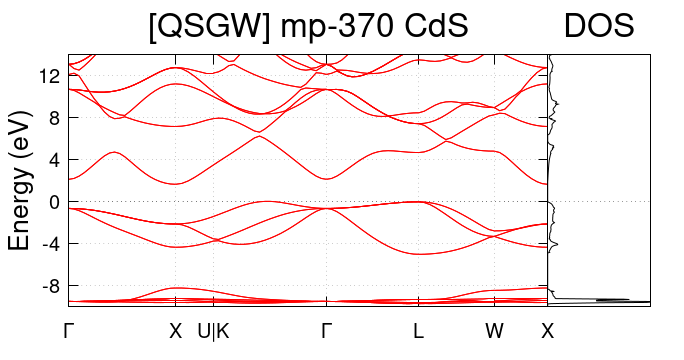 [QSGW] mp-370 CdS DOS
Energy (eV)
12
8
4
0
-4
-8
Γ X U|K Γ L W X